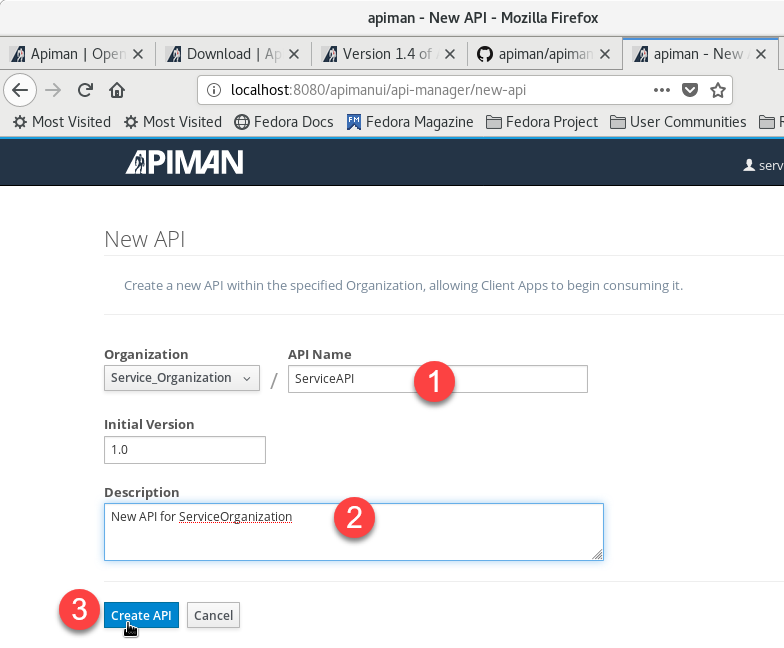 apiman - New API - Mozilla Firefox
Apiman | Open Download | Ap Version 1.4 of apiman/apiman apiman - New
localhost:8080/apimanui/api-manager/new-api
Most Visited Most Visited Fedora Docs FM Fedora Magazine Fedora Project User Communities
APIMAN
serv
New API
Create a new API within the specified Organization, allowing Client Apps to begin consuming it.
Organization API Name
Service_Organization / ServiceAPI 1
Initial Version
1.0
Description
New API for ServiceOrganization 2
3 Create API Cancel